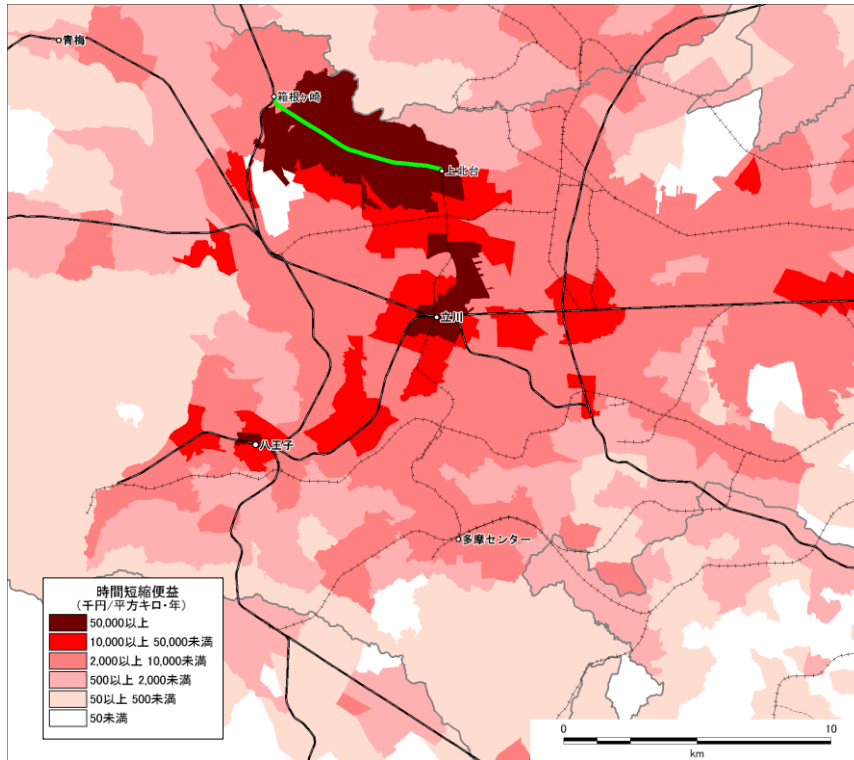 青梅
箱根ヶ崎
上北台
立川
八王子
多摩センター
時間短縮便益
(千円/平方キロ・年)
50,000以上
10,000以上 50,000未満
2,000以上 10,000未満
500以上 2,000未満
50以上 500未満
50未満
0 10
km